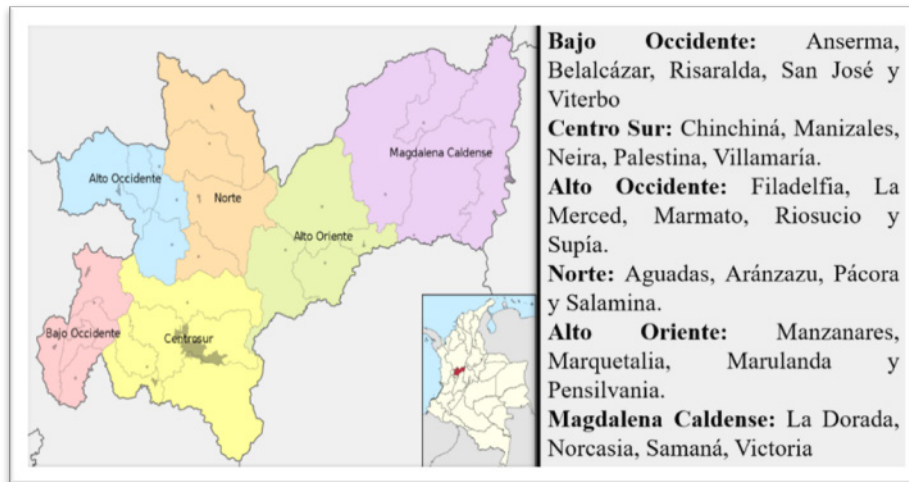 Alto Occidente
Norte
Magdalena Caldense
Alto Oriente
Bajo Occidente
Centrosur
Bajo Occidente: Anserma,
Belalcázar, Risaralda, San José y
Viterbo
Centro Sur: Chinchiná, Manizales,
Neira, Palestina, Villamaría.
Alto Occidente: Filadelfia, La
Merced, Marmato, Riosucio y
Supía.
Norte: Aguadas, Aránzazu, Pácora
y Salamina.
Alto Oriente: Manzanares,
Marquetalia, Marulanda y
Pensilvania.
Magdalena Caldense: La Dorada,
Norcasia, Samaná, Victoria